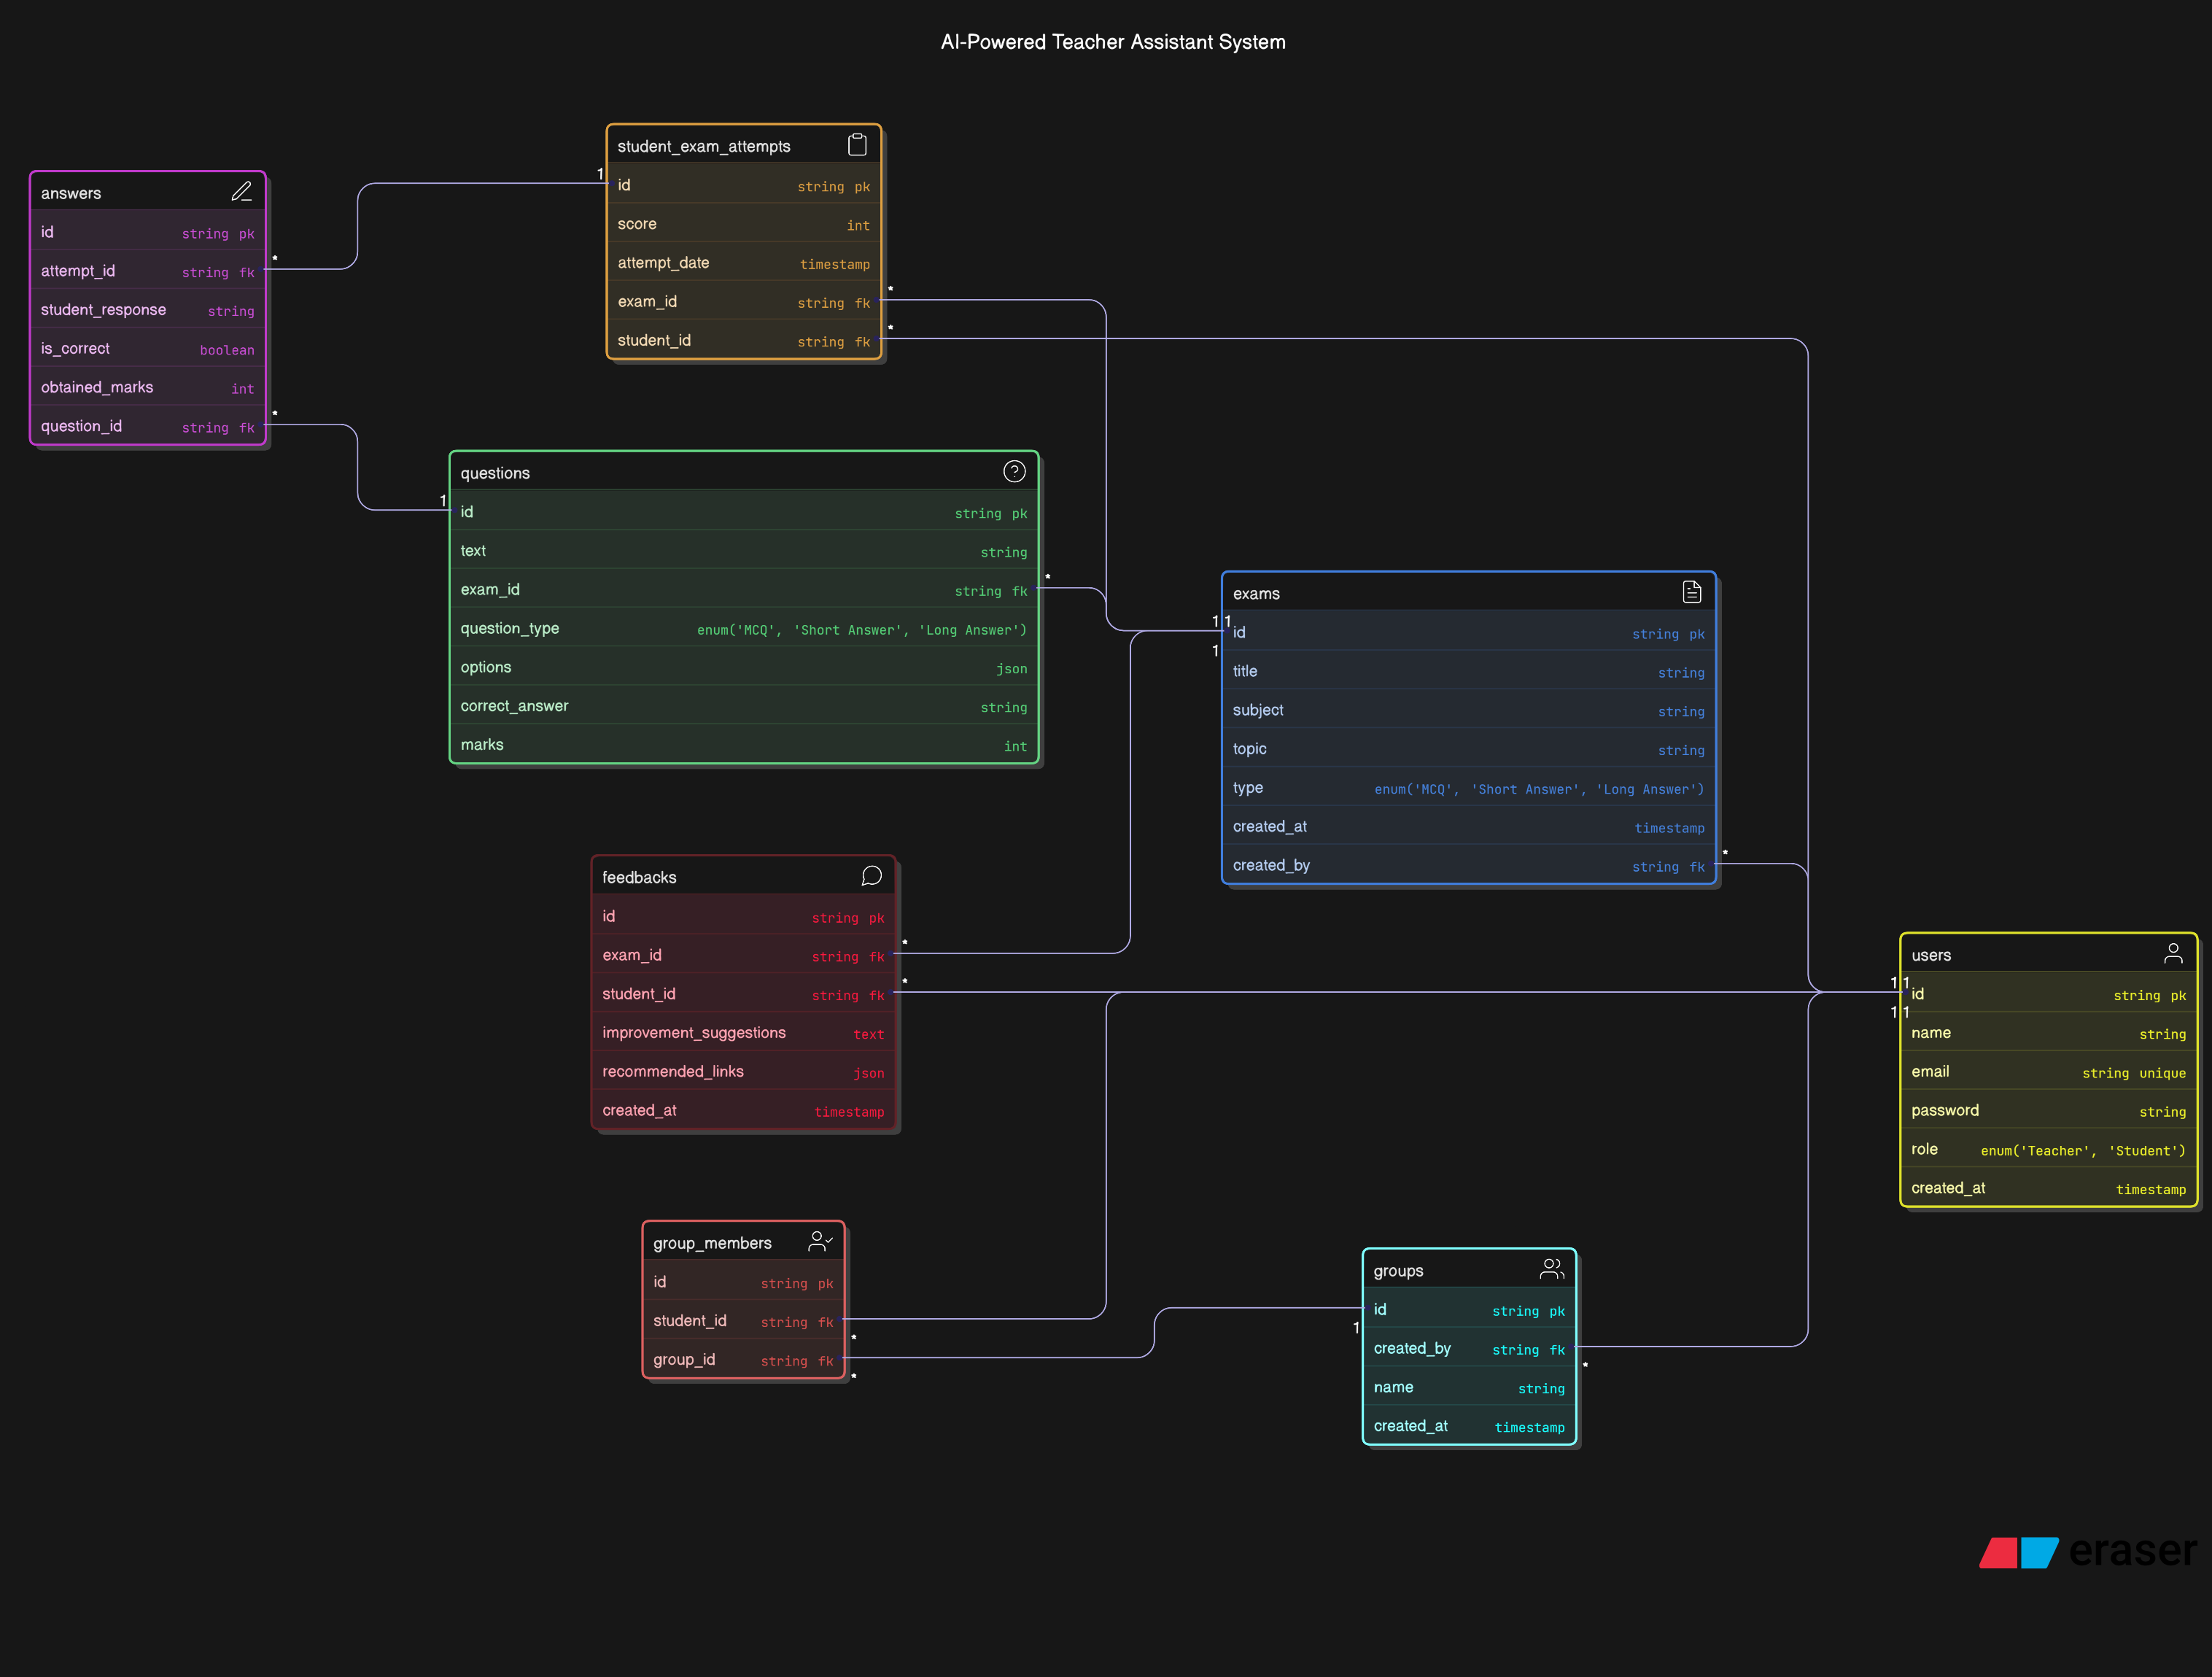 AI-Powered Teacher Assistant System
student_exam_attempts
id string pk
score int
attempt_date timestamp
exam_id string fk
student_id string fk
1
*
*
answers
id string pk
attempt_id string fk
student_response string
is_correct boolean
obtained_marks int
question_id string fk
*
*
questions
id string pk
text string
exam_id string fk
question_type enum('MCQ', 'Short Answer', 'Long Answer')
options json
correct_answer string
marks int
1
*
exams
id string pk
title string
subject string
topic string
type enum('MCQ', 'Short Answer', 'Long Answer')
created_at timestamp
created_by string fk
1 1
1
*
feedbacks
id string pk
exam_id string fk
student_id string fk
improvement_suggestions text
recommended_links json
created_at timestamp
*
*
users
id string pk
name string
email string unique
password string
role enum('Teacher', 'Student')
created_at timestamp
1 1
1 1
group_members
id string pk
student_id string fk
group_id string fk
*
*
groups
id string pk
created_by string fk
name string
created_at timestamp
1
*
eraser